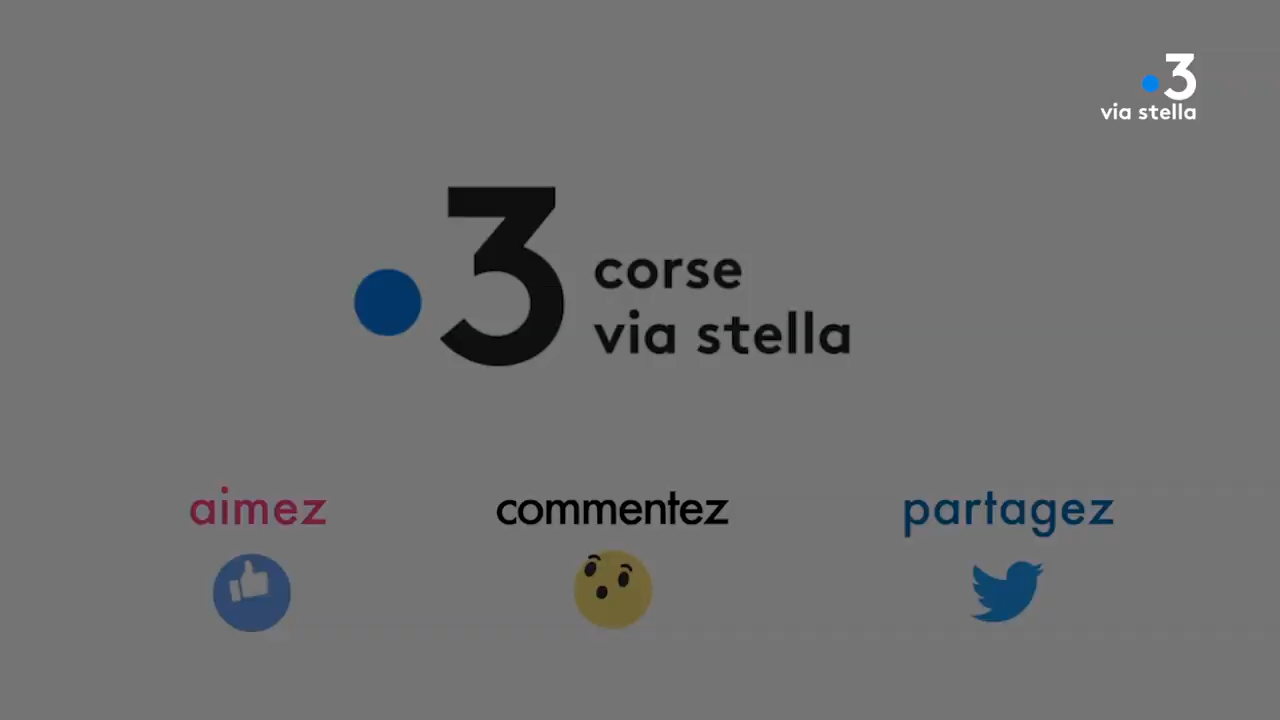 3
via stella
3
corse
via stella
aimez
commentez
partagez